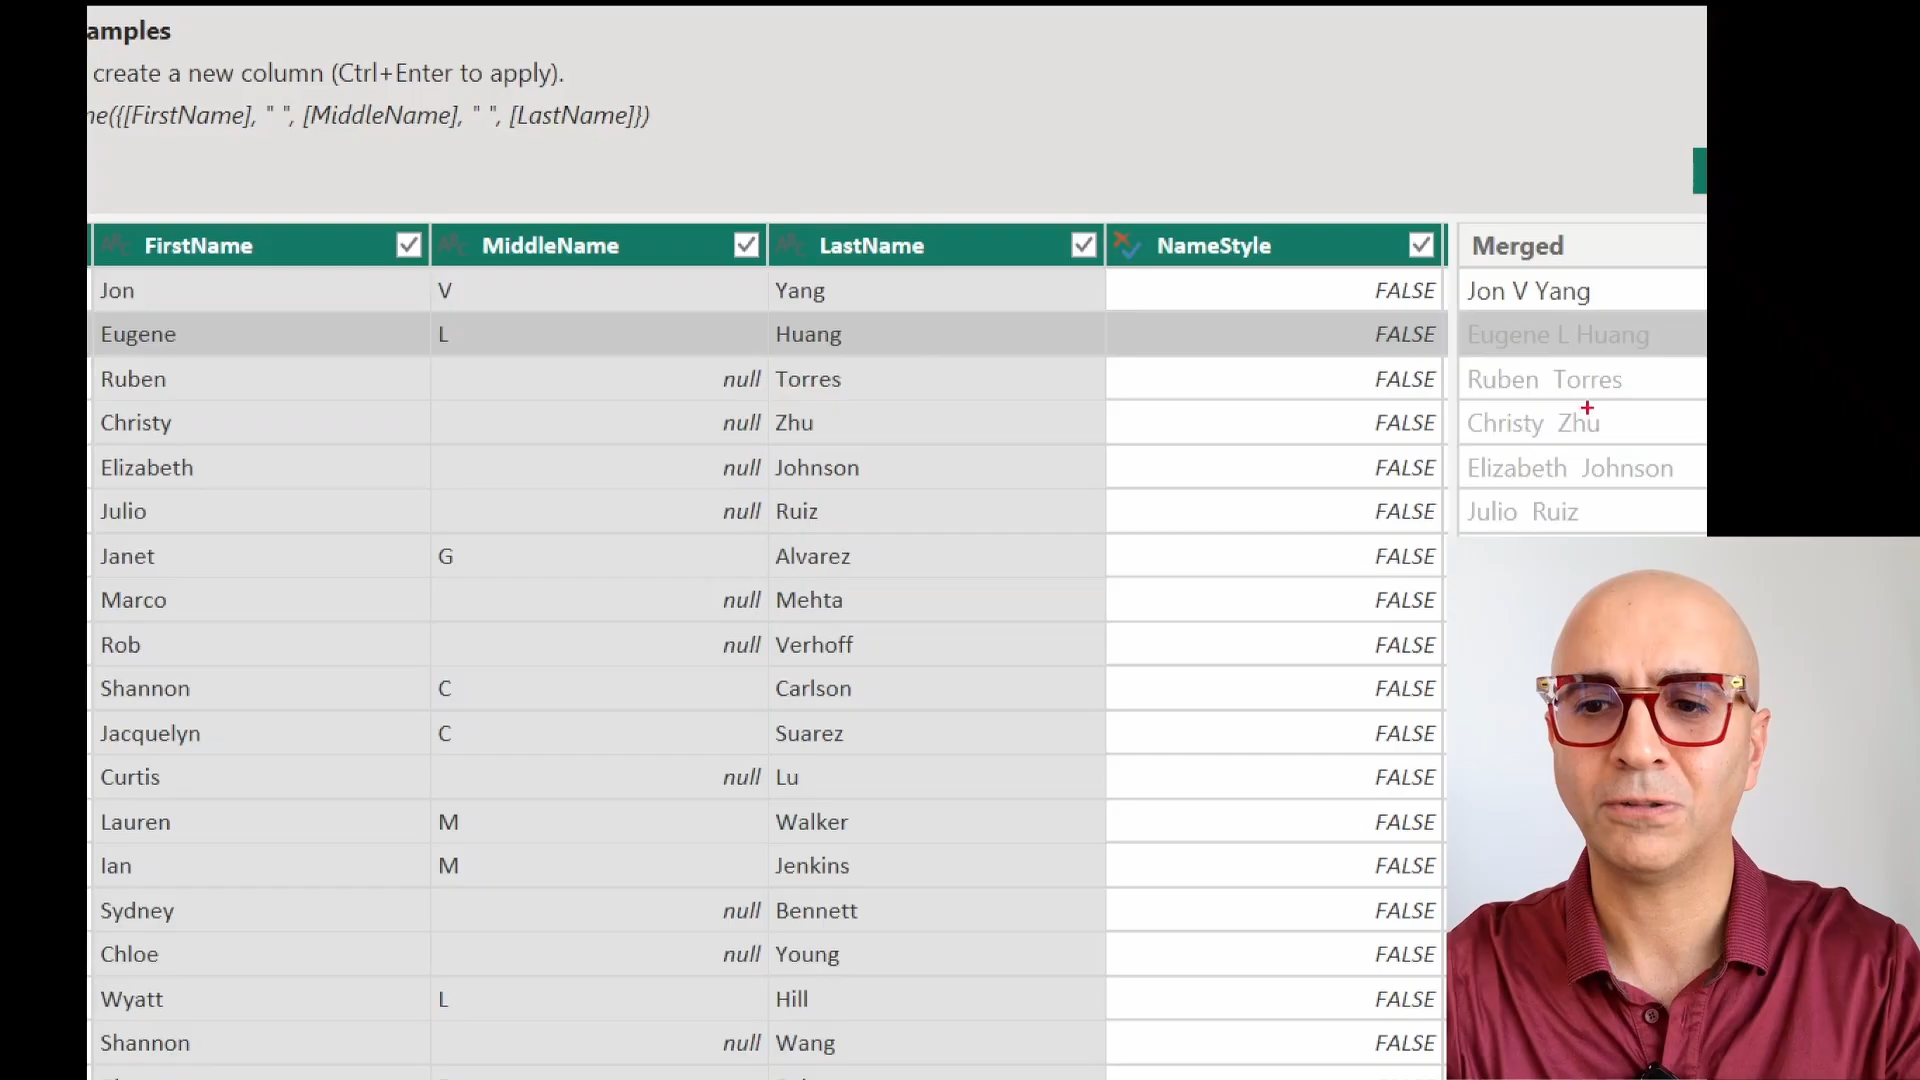 amples
create a new column (Ctrl+Enter to apply).
ne({[FirstName], " ", [MiddleName], " ", [LastName]})
FirstName MiddleName LastName NameStyle Merged
Jon V Yang FALSE Jon V Yang
Eugene L Huang FALSE Eugene L Huang
Ruben null Torres FALSE Ruben  Torres
Christy null Zhu FALSE Christy  Zhu
Elizabeth null Johnson FALSE Elizabeth  Johnson
Julio null Ruiz FALSE Julio  Ruiz
Janet G Alvarez FALSE
Marco null Mehta FALSE
Rob null Verhoff FALSE
Shannon C Carlson FALSE
Jacquelyn C Suarez FALSE
Curtis null Lu FALSE
Lauren M Walker FALSE
Ian M Jenkins FALSE
Sydney null Bennett FALSE
Chloe null Young FALSE
Wyatt L Hill FALSE
Shannon null Wang FALSE